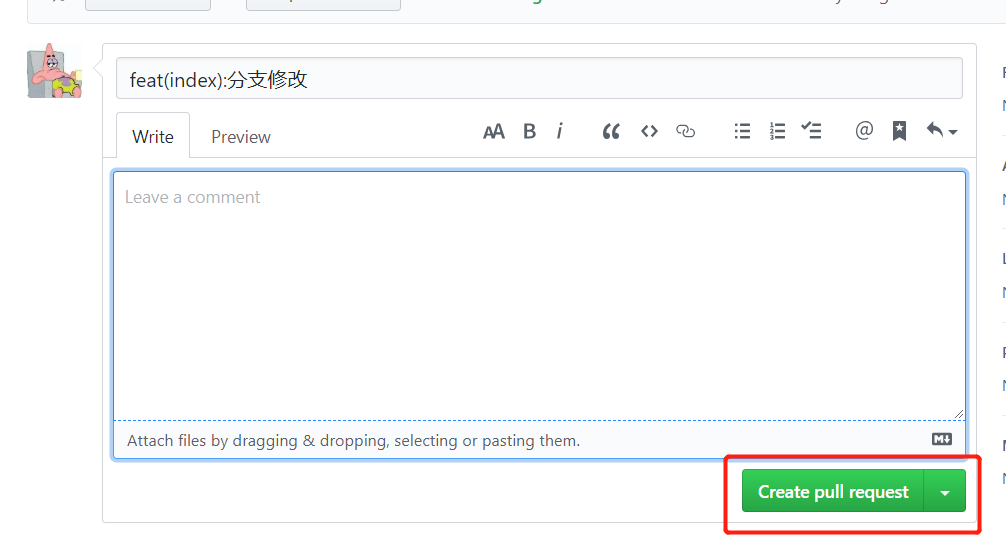 feat(index):分支修改
Write Preview AA B i @
Leave a comment
Attach files by dragging & dropping, selecting or pasting them.
Create pull request